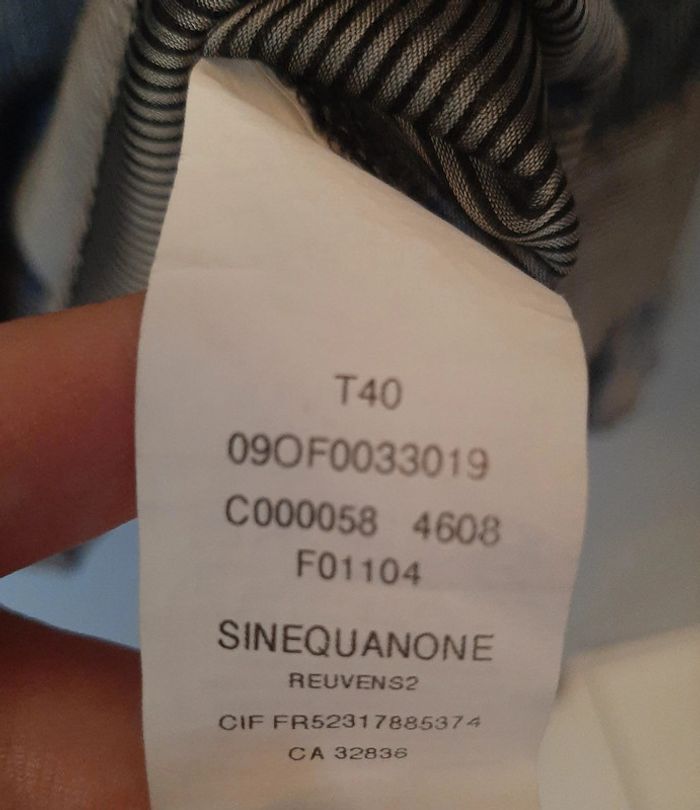 T40
09OF0033019
C000058 4608
F01104
SINEQUANONE
REUVENS2
CIF FR52317885374
CA 32836